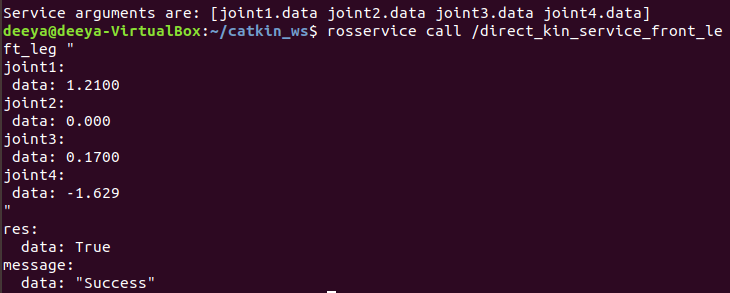 Service arguments are: [joint1.data joint2.data joint3.data joint4.data]
deeya@deeya-VirtualBox:~/catkin_ws$ rosservice call /direct_kin_service_front_le
ft_leg "
joint1:
 data: 1.2100
joint2:
 data: 0.000
joint3:
 data: 0.1700
joint4:
 data: -1.629
"
res:
  data: True
message:
  data: "Success"